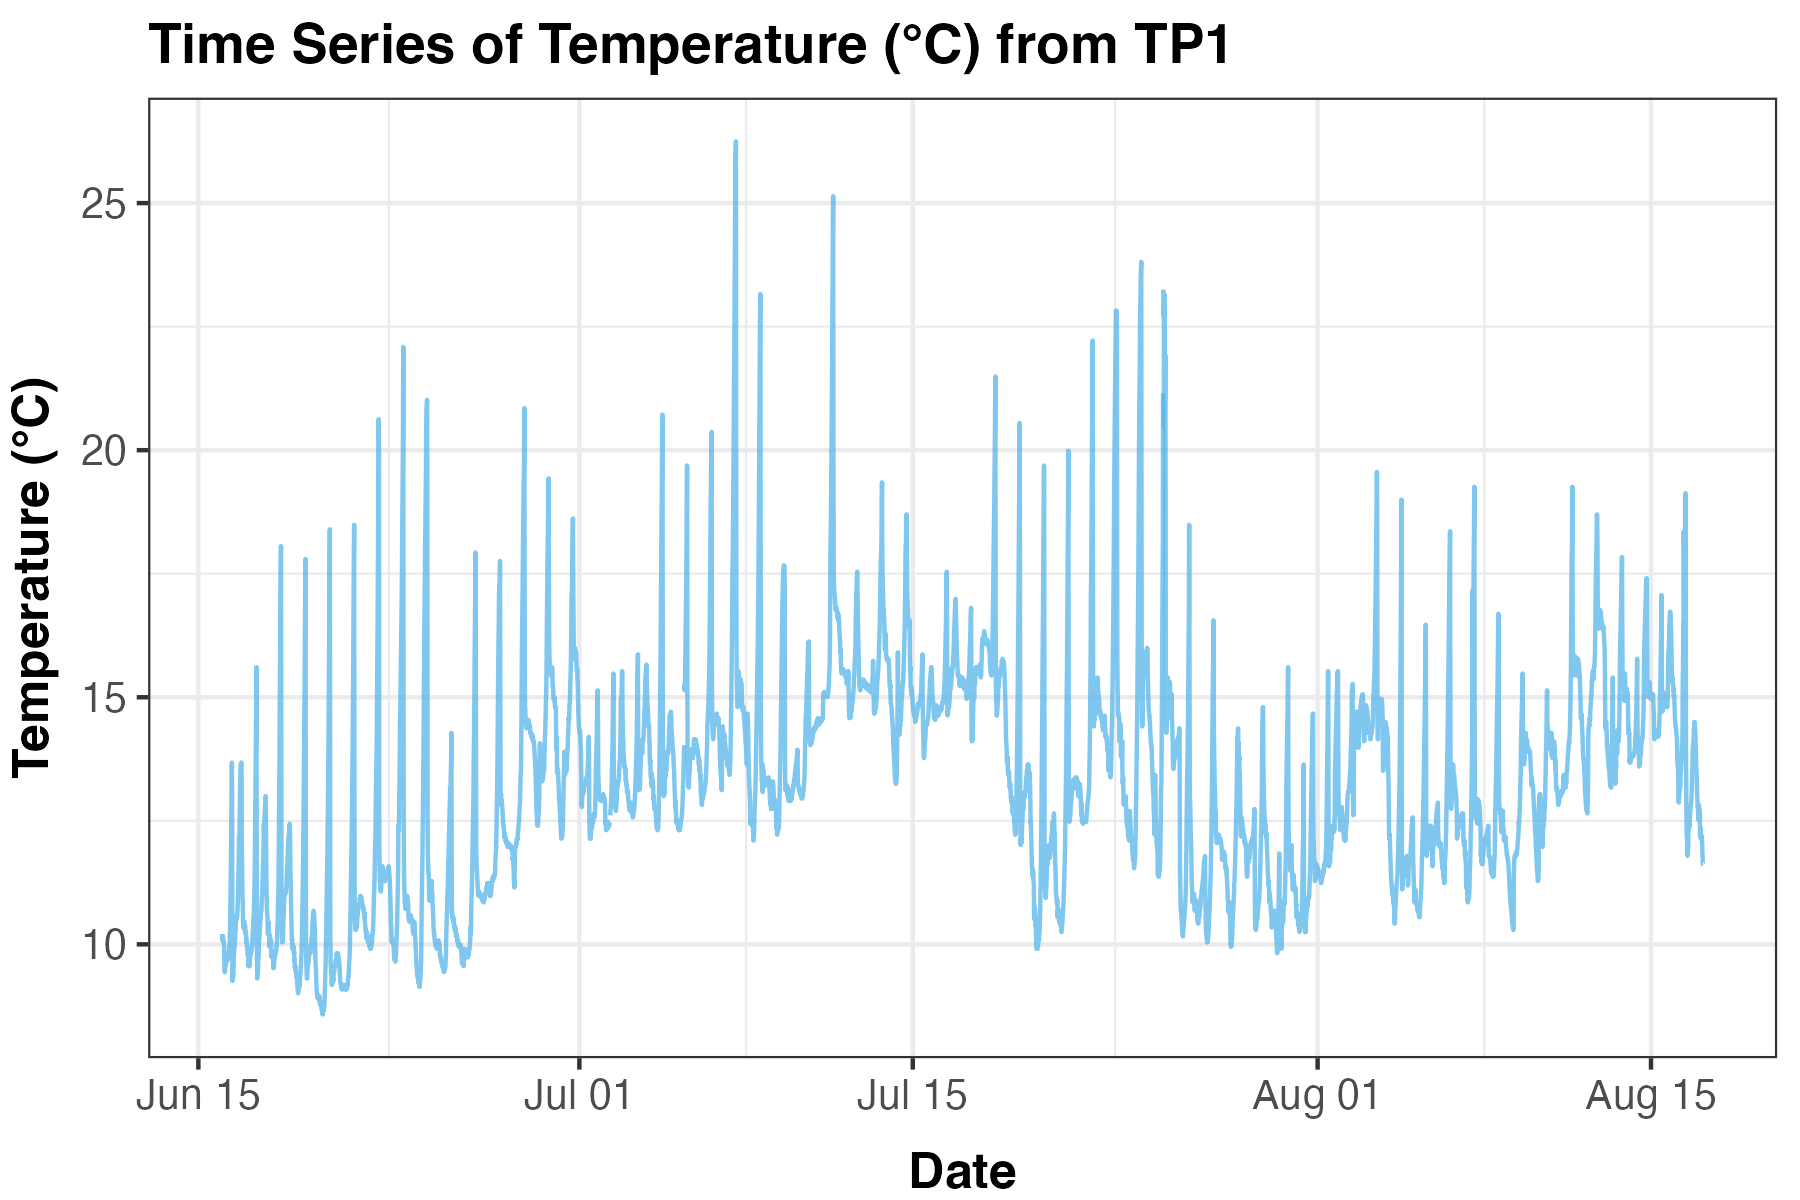 Time Series of Temperature (°C) from TP1
Temperature (°C)
25
20
15
10
Jun 15
Jul 01
Jul 15
Aug 01
Aug 15
Date